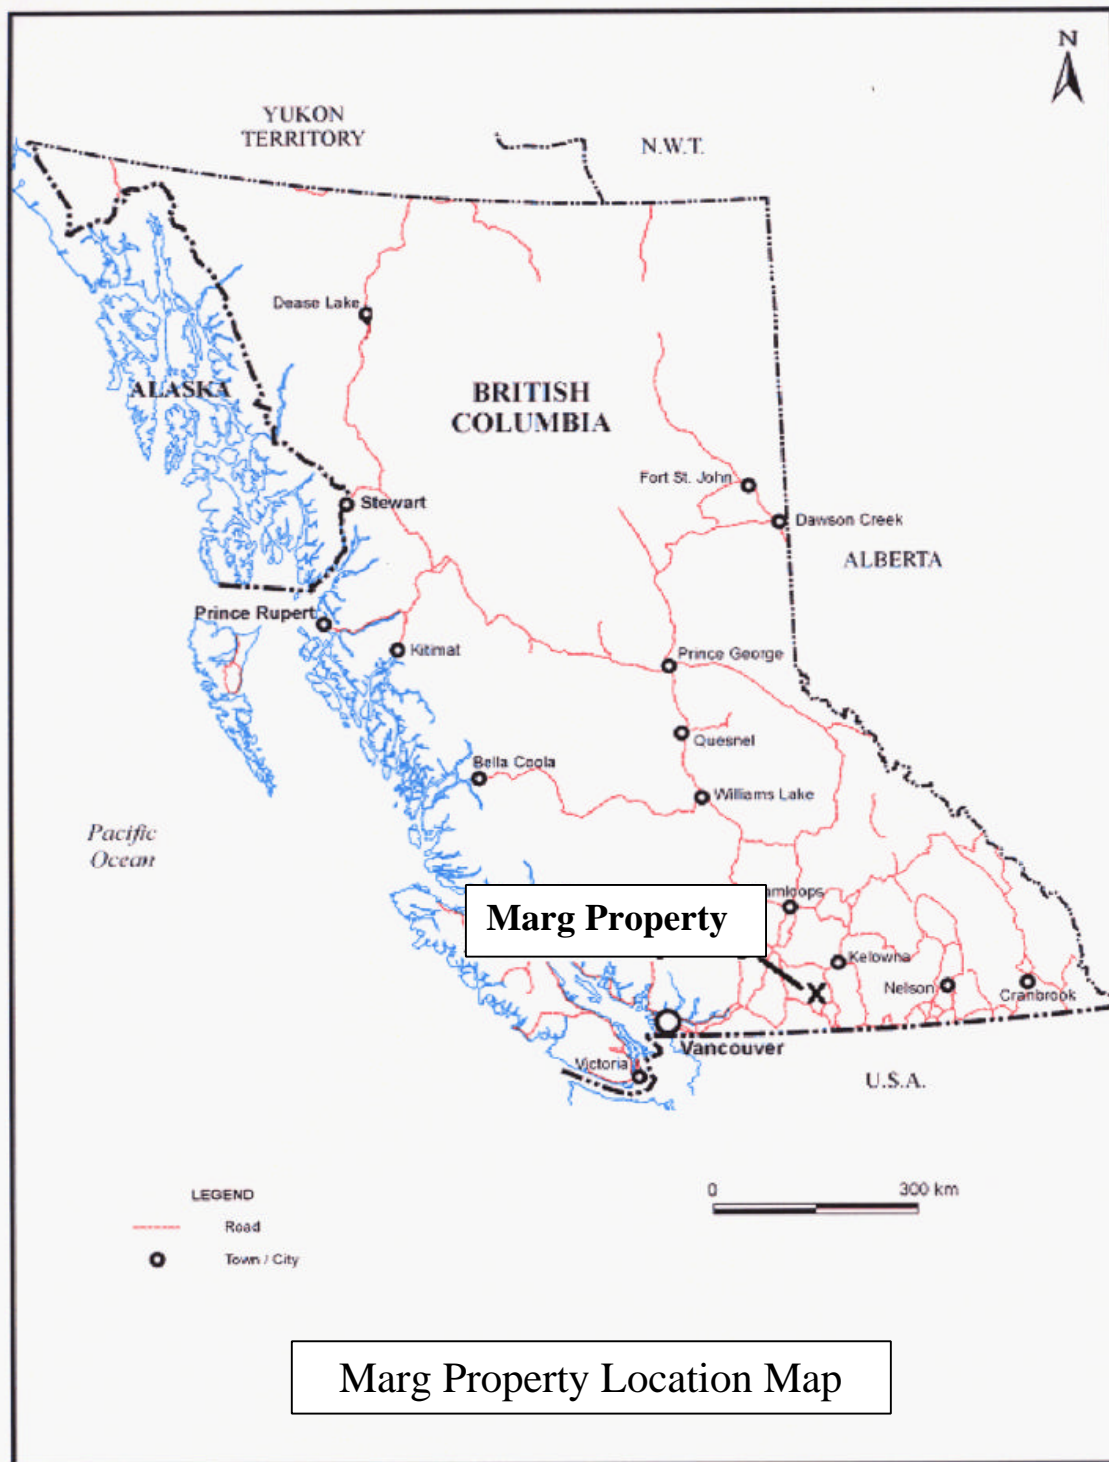 N
YUKON
TERRITORY
N.W.T.
Dease Lake
ALASKA
BRITISH
COLUMBIA
Fort St. John
Stewart
Dawson Creek
ALBERTA
Prince Rupert
Kitimat
Prince George
Quesnel
Bella Coola
Williams Lake
Pacific
Ocean
amloops
Marg Property
Kelowna
Nelson
Cranbrook
X
Vancouver
Victoria
U.S.A.
LEGEND
0 300 km
Road
Town / City
Marg Property Location Map